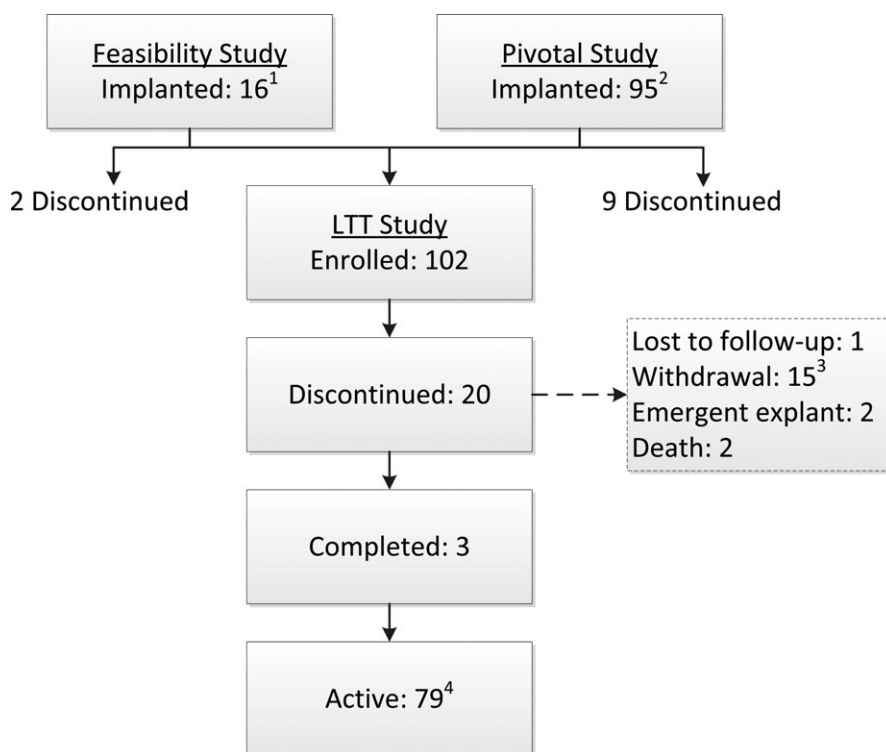 Feasibility Study
Implanted: 16¹
Pivotal Study
Implanted: 95²
2 Discontinued
9 Discontinued
LTT Study
Enrolled: 102
Discontinued: 20
Lost to follow-up: 1
Withdrawal: 15³
Emergent explant: 2
Death: 2
Completed: 3
Active: 79⁴